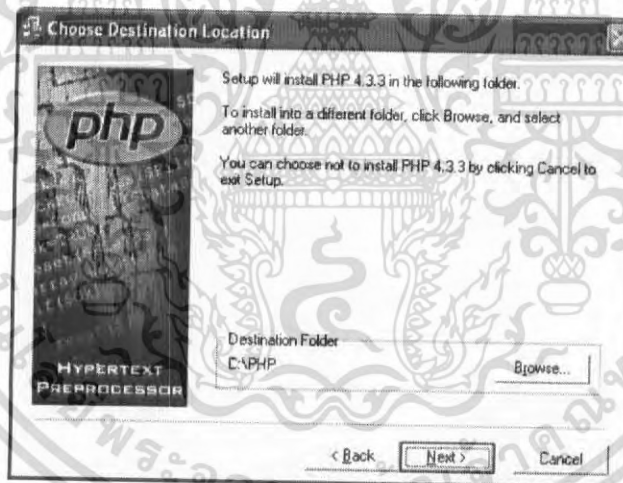 Choose Destination Location
php
HYPERTEXT
PREPROCESSOR
Setup will install PHP 4.3.3 in the following folder.
To install into a different folder, click Browse, and select
another folder.
You can choose not to install PHP 4.3.3 by clicking Cancel to
exit Setup.
Destination Folder
C:\PHP
Browse...
< Back
Next >
Cancel